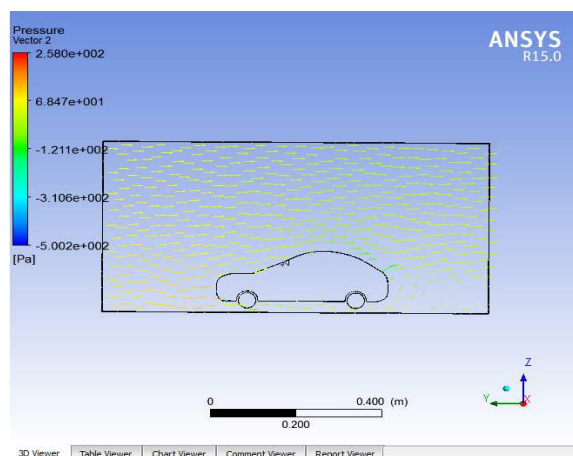 Pressure
Vector 2
2.580e+002
6.847e+001
-1.211e+002
-3.106e+002
-5.002e+002
[Pa]
ANSYS
R15.0
0 0.400 (m)
0.200
Z
Y X
3D Viewer Table Viewer Chart Viewer Comment Viewer Report Viewer